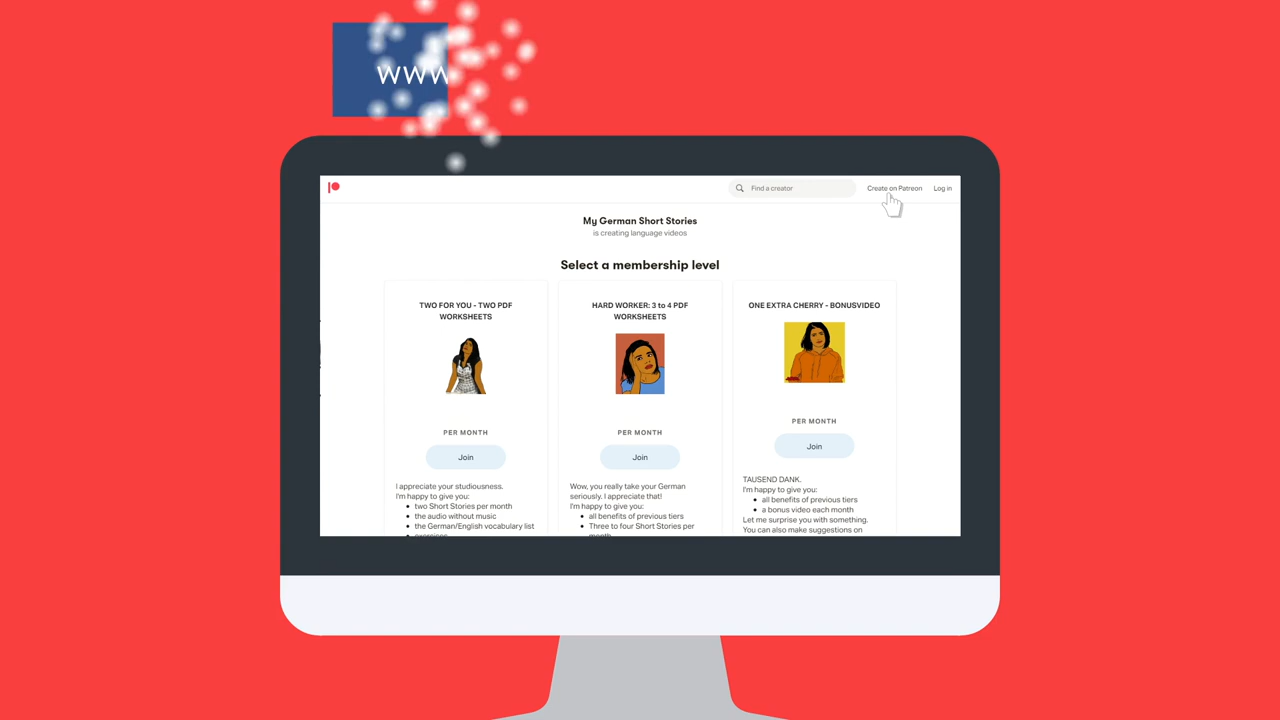 WWW
Find a creator
Create on Patreon
Log in
My German Short Stories
is creating language videos
Select a membership level
TWO FOR YOU - TWO PDF
WORKSHEETS
PER MONTH
Join
I appreciate your studiousness.
I'm happy to give you:
• two Short Stories per month
• the audio without music
• the German/English vocabulary list
exercises
HARD WORKER: 3 to 4 PDF
WORKSHEETS
PER MONTH
Join
Wow, you really take your German
seriously. I appreciate that!
I'm happy to give you:
• all benefits of previous tiers
• Three to four Short Stories per
month
ONE EXTRA CHERRY - BONUSVIDEO
PER MONTH
Join
TAUSEND DANK.
I'm happy to give you:
• all benefits of previous tiers
• a bonus video each month
Let me surprise you with something.
You can also make suggestions on